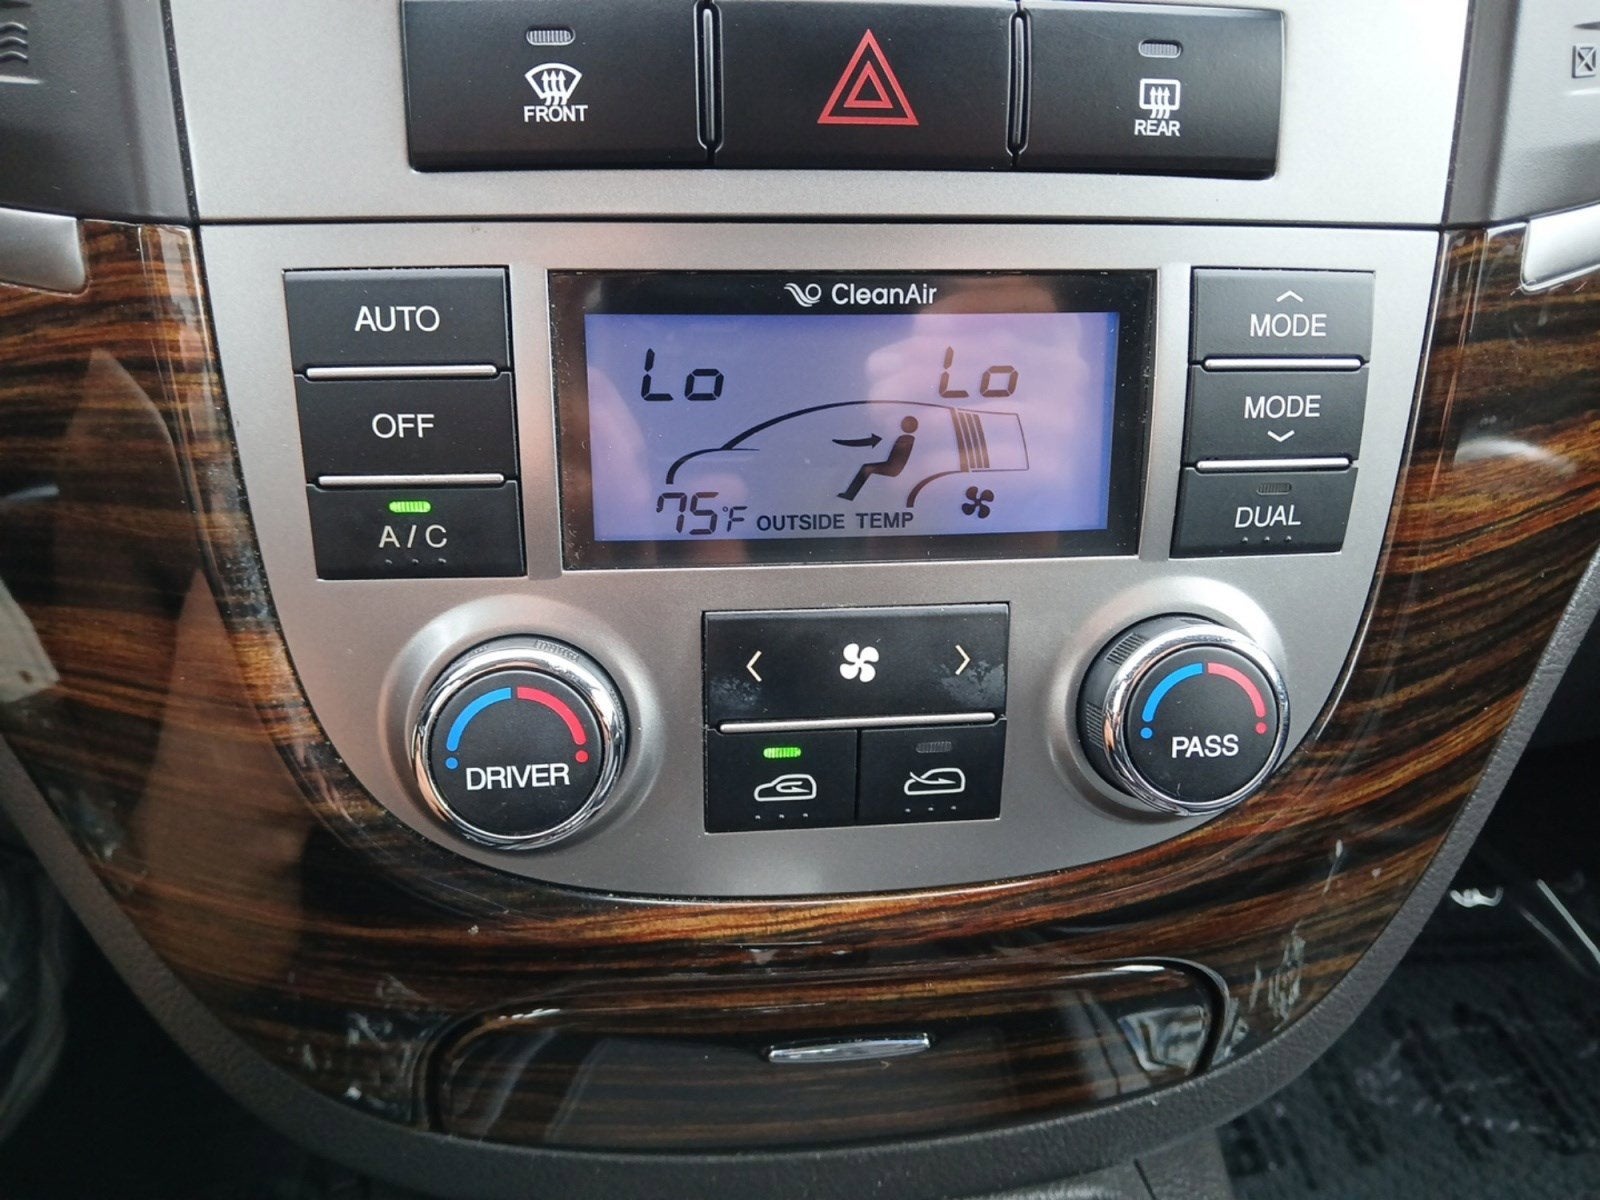 FRONT
REAR
CleanAir
AUTO
MODE
Lo Lo
OFF
MODE
A/C
75°F OUTSIDE TEMP
DUAL
DRIVER
PASS